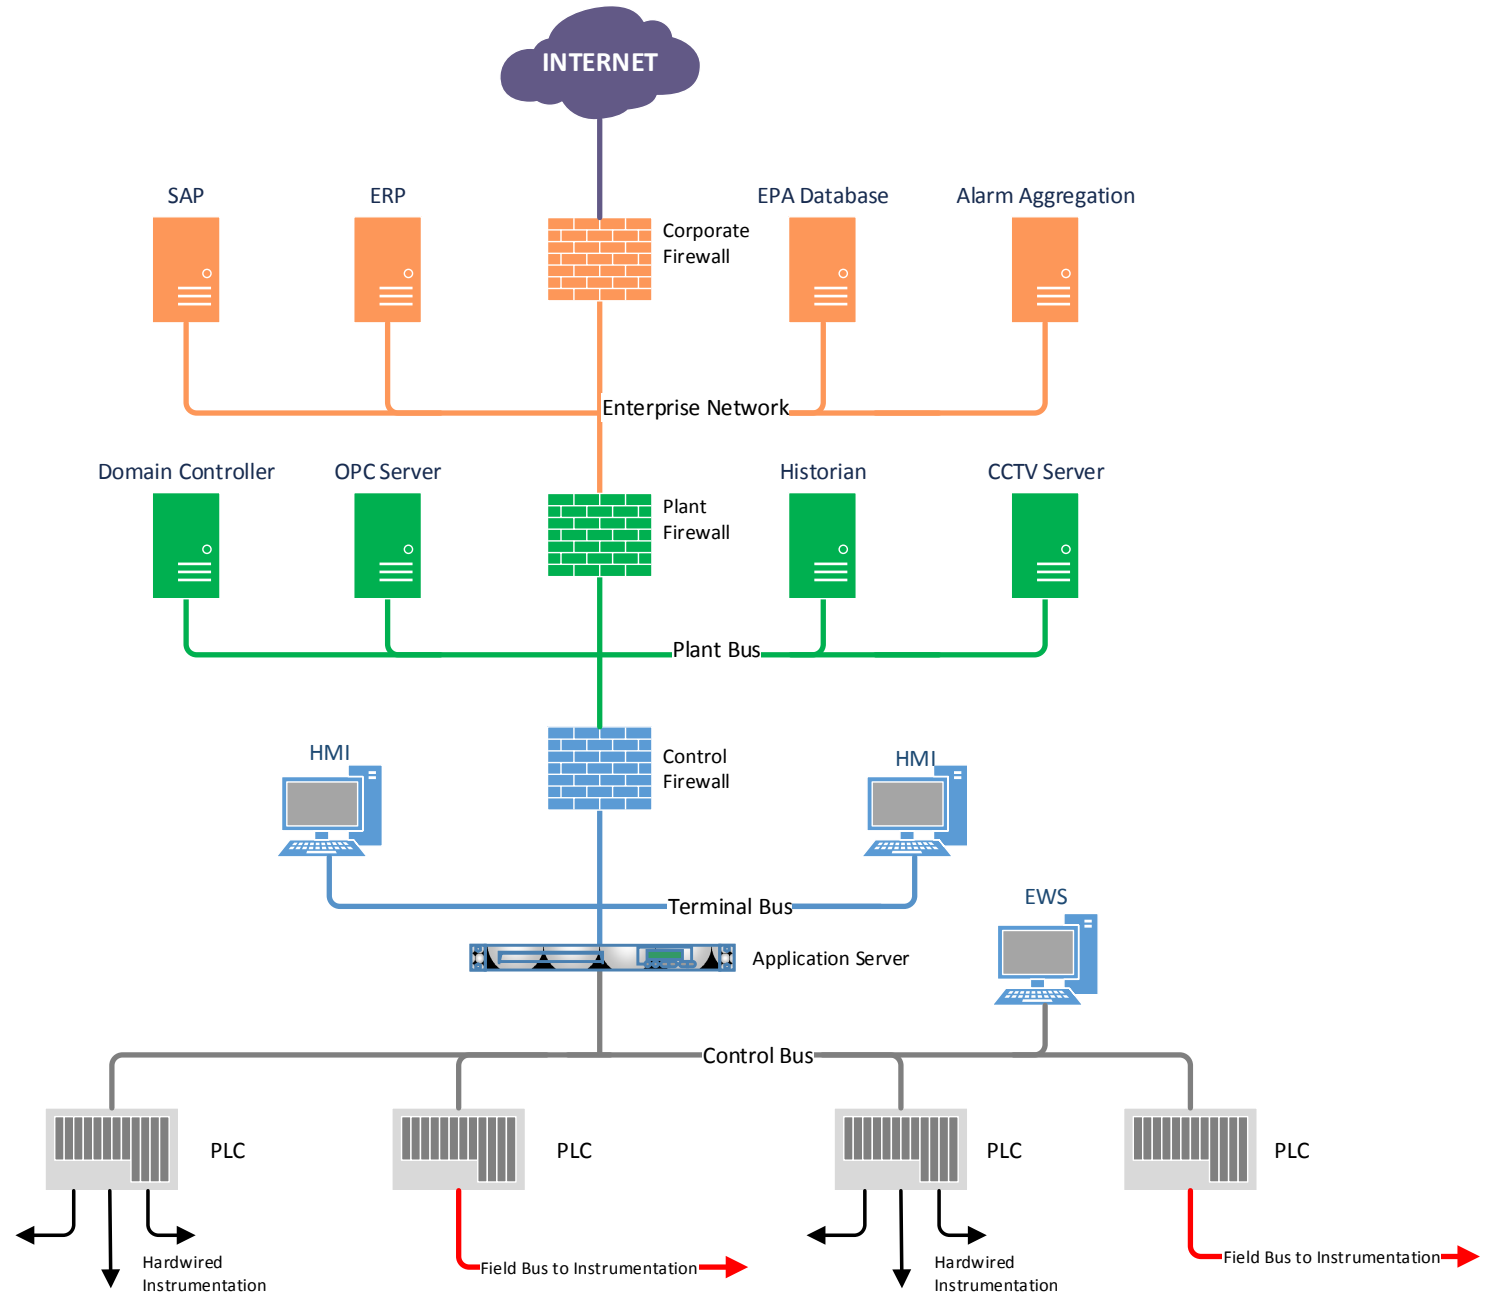 INTERNET
SAP
ERP
EPA Database
Alarm Aggregation
Corporate
Firewall
Enterprise Network
Domain Controller
OPC Server
Historian
CCTV Server
Plant
Firewall
Plant Bus
HMI
Control
Firewall
HMI
Terminal Bus
EWS
Application Server
Control Bus
PLC
PLC
PLC
PLC
Hardwired
Instrumentation
Field Bus to Instrumentation
Hardwired
Instrumentation
Field Bus to Instrumentation